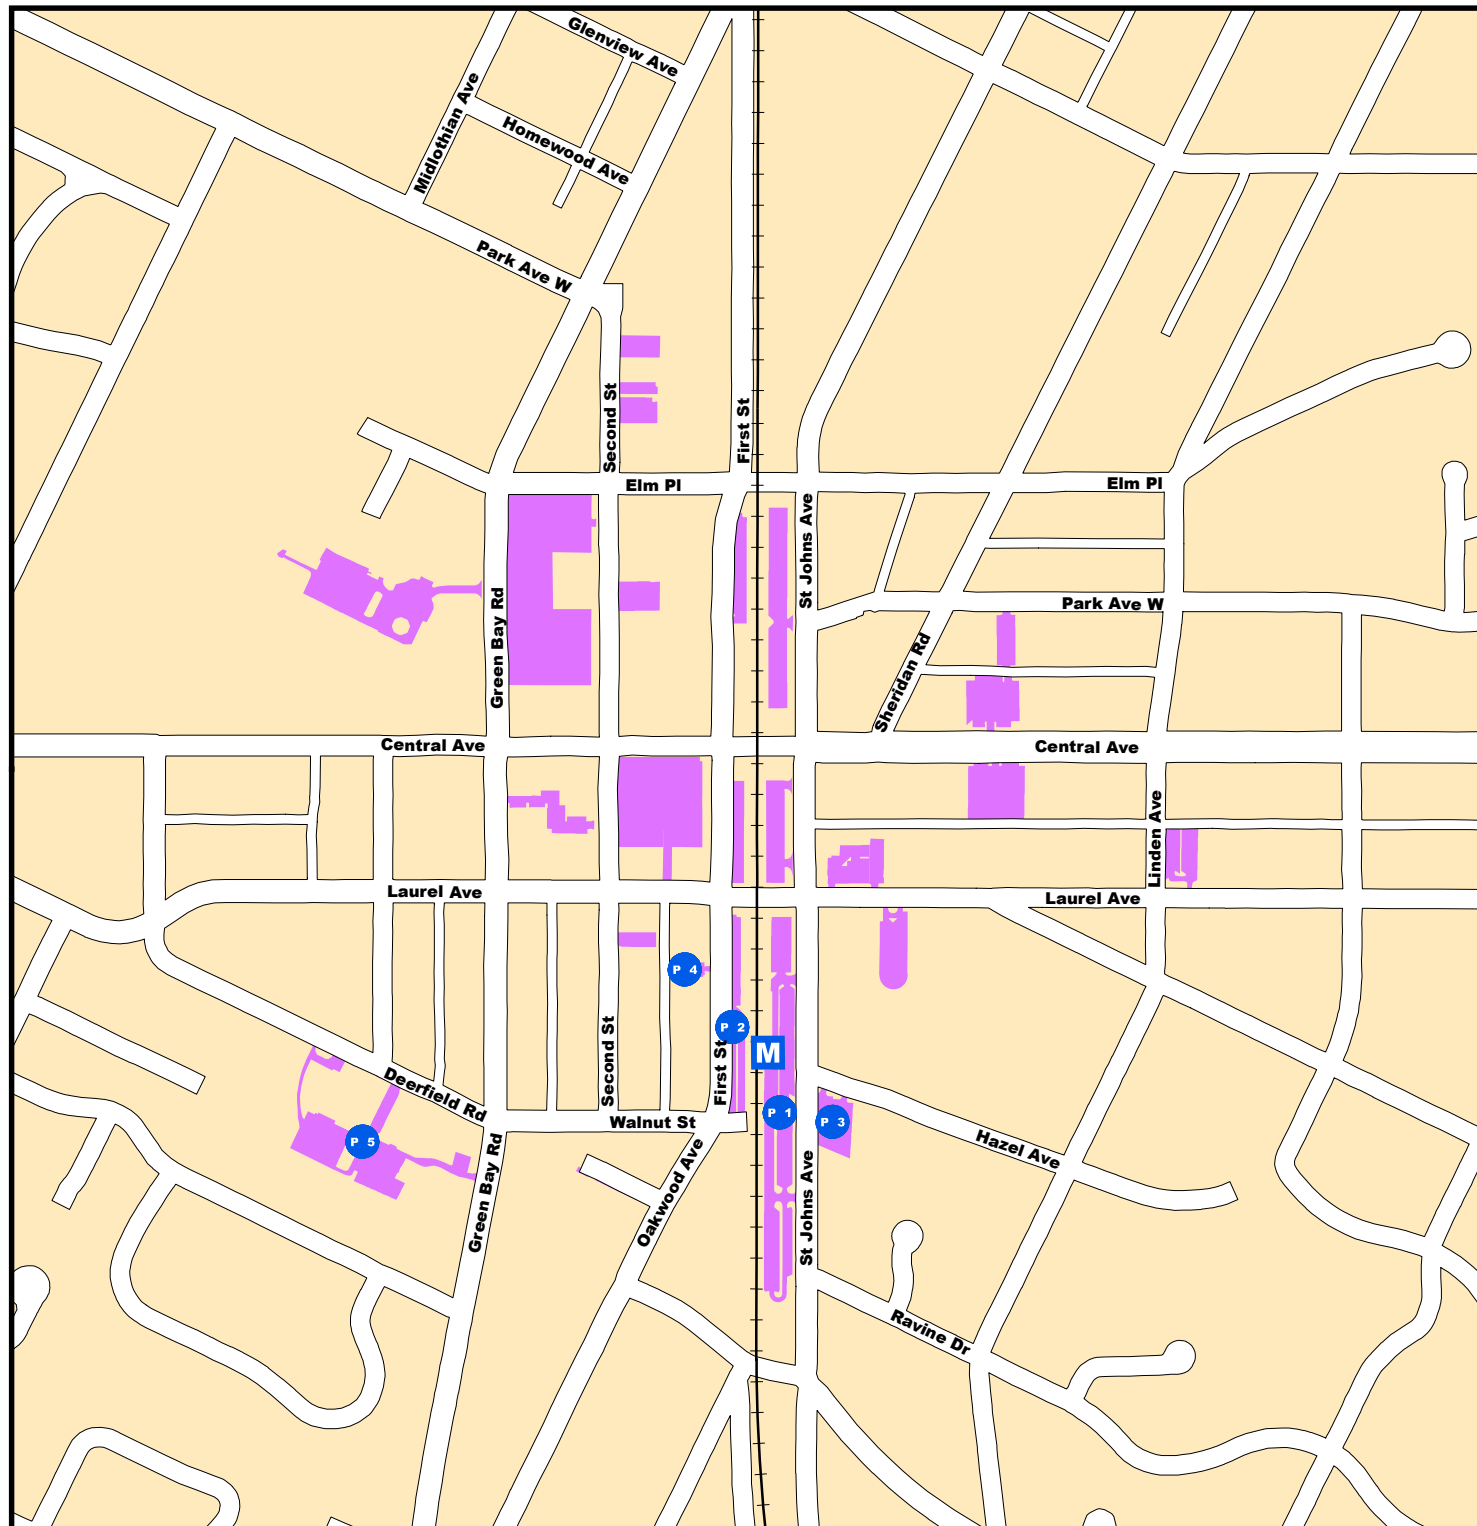 Glenview Ave
Midlothian Ave
Homewood Ave
Park Ave W
Second St
First St
Elm Pl
Elm Pl
St Johns Ave
Green Bay Rd
Park Ave W
Sheridan Rd
Central Ave
Central Ave
Linden Ave
Laurel Ave
Laurel Ave
P 4
P 2
M
Second St
First St
Deerfield Rd
P 1
P 3
Walnut St
P 5
Hazel Ave
Green Bay Rd
Oakwood Ave
St Johns Ave
Ravine Dr